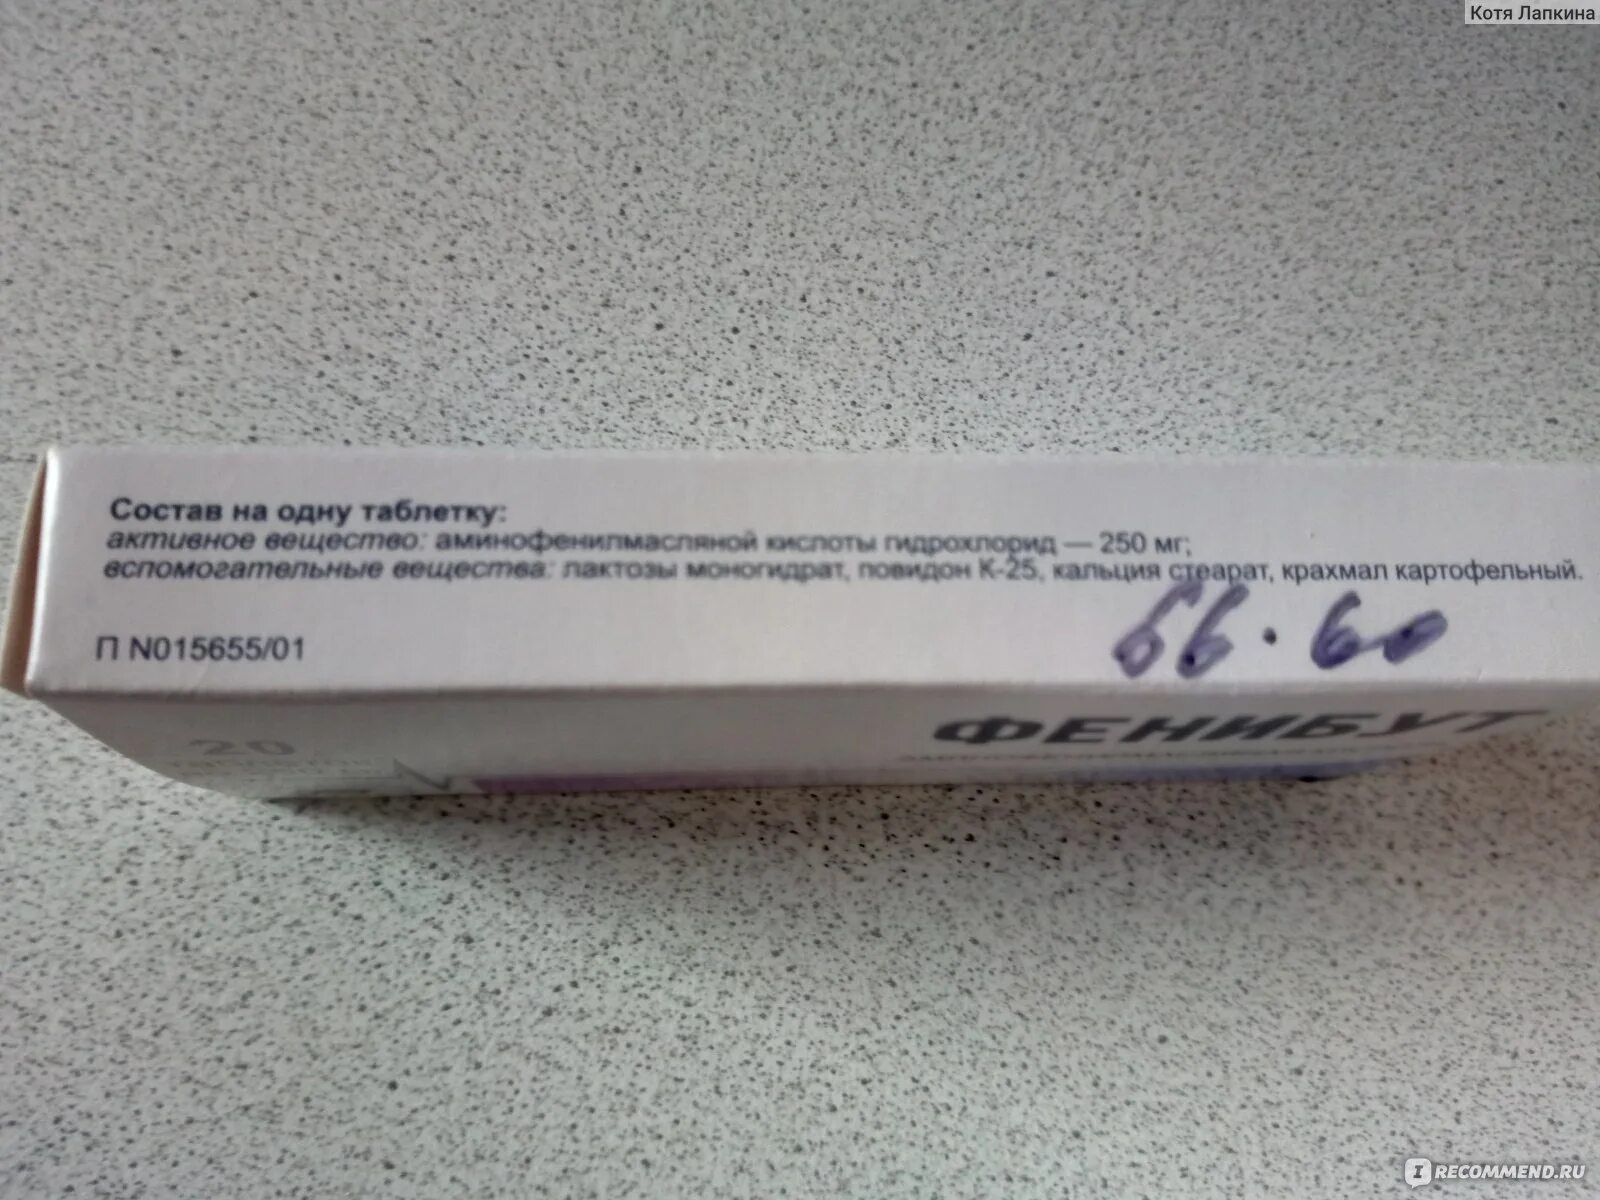 Котя Лапкина
Состав на одну таблетку:
активное вещество: аминофенилмасляной кислоты гидрохлорид — 250 мг;
вспомогательные вещества: лактозы моногидрат, повидон К-25, кальция стеарат, крахмал картофельный.
66.60
П N015655/01
ФЕНИБУТ
20
IRECOMMEND.RU